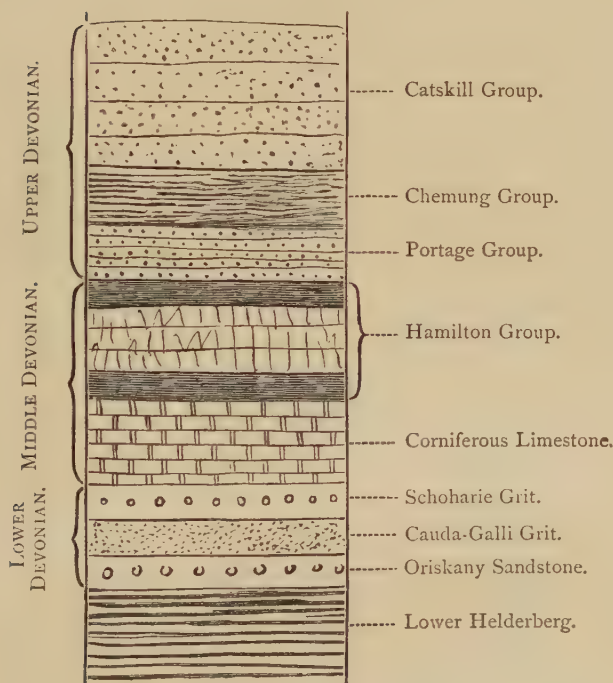 UPPER DEVONIAN.
MIDDLE DEVONIAN.
LOWER
DEVONIAN.
Catskill Group.
Chemung Group.
Portage Group.
Hamilton Group.
Corniferous Limestone.
Schoharie Grit.
Cauda-Galli Grit.
Oriskany Sandstone.
Lower Helderberg.